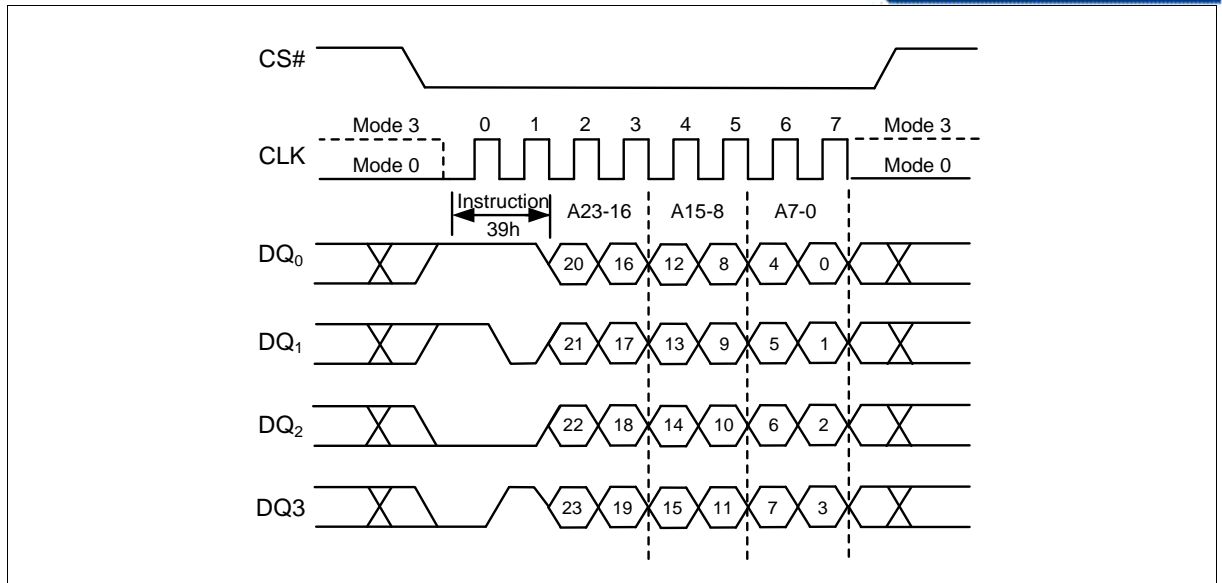 CS#
Mode 3 0 1 2 3 4 5 6 7 Mode 3
CLK
Mode 0 Mode 0
Instruction A23-16 A15-8 A7-0
39h
DQ0 20 16 12 8 4 0
DQ1 21 17 13 9 5 1
DQ2 22 18 14 10 6 2
DQ3 23 19 15 11 7 3